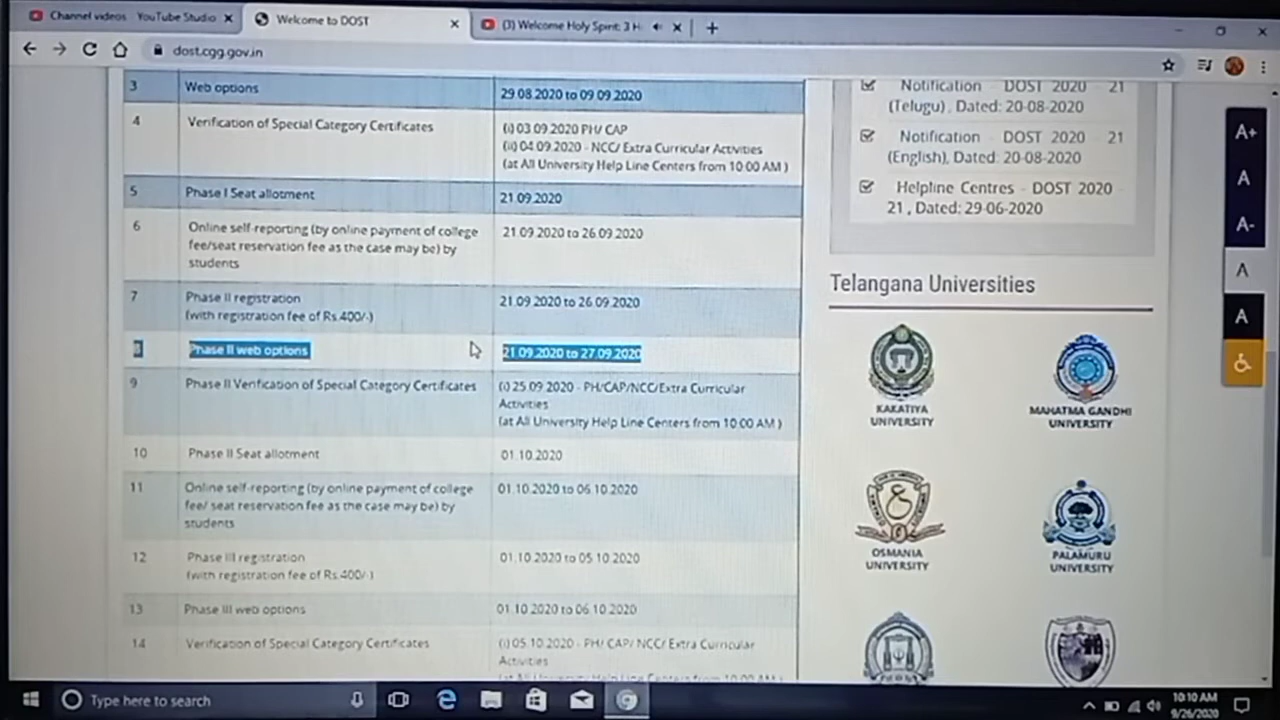 Channel videos - YouTube Studio
Welcome to DOST
(3) Welcome Holy Spirit: 3 H
dost.cgg.gov.in
3 Web options 29.08.2020 to 09.09.2020
4 Verification of Special Category Certificates (i) 03.09.2020 PH/ CAP
(ii) 04.09.2020 - NCC/ Extra Curricular Activities
(at All University Help Line Centers from 10:00 AM )
5 Phase I Seat allotment 21.09.2020
6 Online self-reporting (by online payment of college 21.09.2020 to 26.09.2020
fee/seat reservation fee as the case may be) by
students
7 Phase II registration 21.09.2020 to 26.09.2020
(with registration fee of Rs.400/-)
8 Phase II web options 21.09.2020 to 27.09.2020
9 Phase II Verification of Special Category Certificates (i) 25.09.2020 - PH/CAP/NCC/Extra Curricular
Activities
(at All University Help Line Centers from 10:00 AM )
10 Phase II Seat allotment 01.10.2020
11 Online self-reporting (by online payment of college 01.10.2020 to 06.10.2020
fee/ seat reservation fee as the case may be) by
students
12 Phase III registration 01.10.2020 to 05.10.2020
(with registration fee of Rs.400/-)
13 Phase III web options 01.10.2020 to 06.10.2020
14 Verification of Special Category Certificates (i) 05.10.2020 - PH/ CAP/ NCC/ Extra Curricular
Activities
(at All University Help Line Centers from 10:00 AM )
Notification - DOST 2020 - 21
(Telugu) , Dated: 20-08-2020
Notification - DOST 2020 - 21
(English), Dated: 20-08-2020
Helpline Centres - DOST 2020 -
21 , Dated: 29-06-2020
Telangana Universities
KAKATIYA
UNIVERSITY
MAHATMA GANDHI
UNIVERSITY
OSMANIA
UNIVERSITY
PALAMURU
UNIVERSITY
A+
A
A-
A
A
Type here to search
10:10 AM
9/26/2020